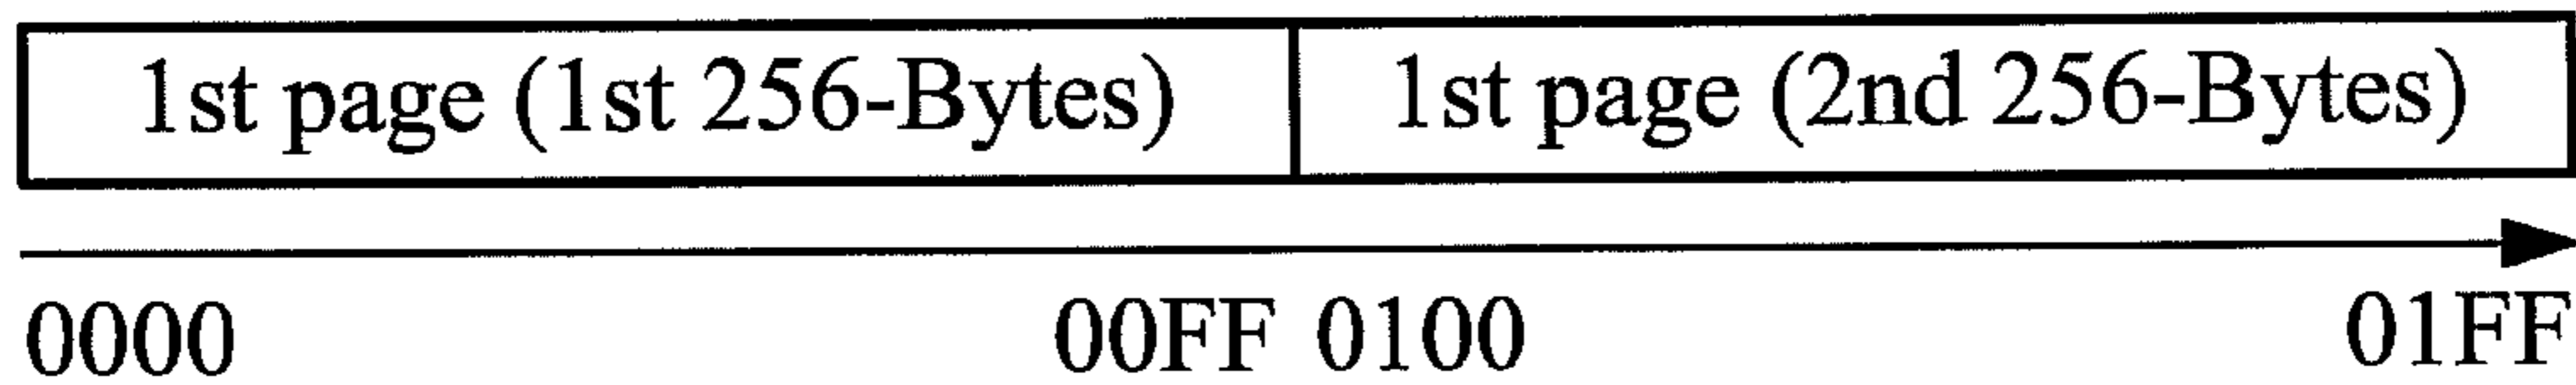 1st page (1st 256-Bytes) 1st page (2nd 256-Bytes)
0000 00FF 0100 01FF